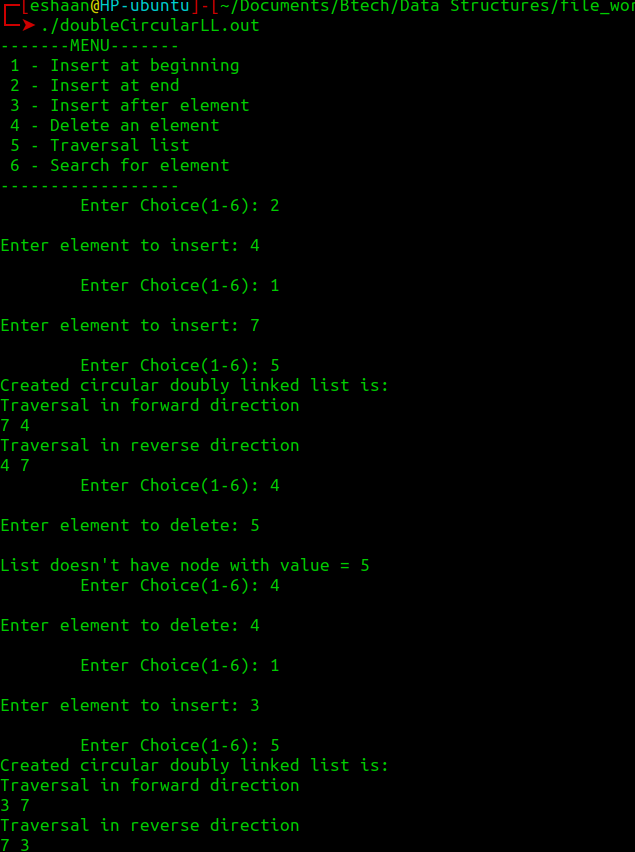 [eshaan@HP-ubuntu]-[~/Documents/Btech/Data Structures/file_wor
./doubleCircularLL.out
-------MENU-------
1 - Insert at beginning
2 - Insert at end
3 - Insert after element
4 - Delete an element
5 - Traversal list
6 - Search for element
------------------
Enter Choice(1-6): 2
Enter element to insert: 4
Enter Choice(1-6): 1
Enter element to insert: 7
Enter Choice(1-6): 5
Created circular doubly linked list is:
Traversal in forward direction
7 4
Traversal in reverse direction
4 7
Enter Choice(1-6): 4
Enter element to delete: 5
List doesn't have node with value = 5
Enter Choice(1-6): 4
Enter element to delete: 4
Enter Choice(1-6): 1
Enter element to insert: 3
Enter Choice(1-6): 5
Created circular doubly linked list is:
Traversal in forward direction
3 7
Traversal in reverse direction
7 3